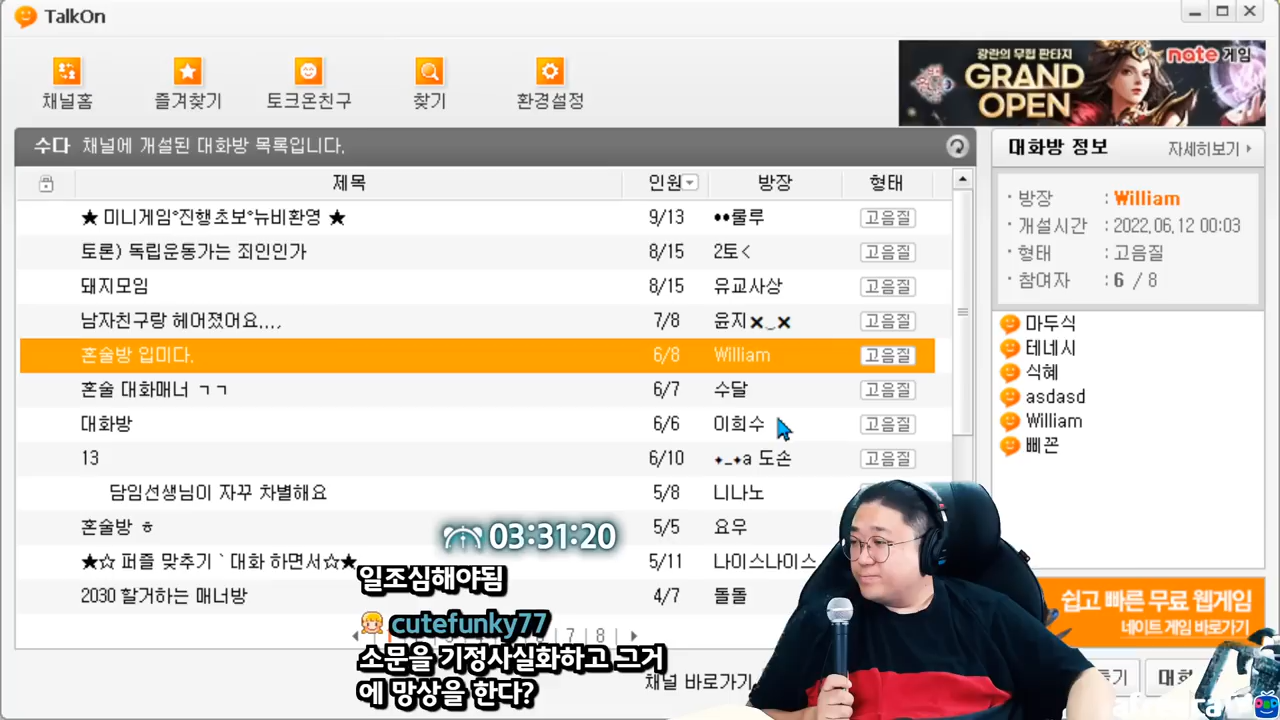 TalkOn
채널홈
즐겨찾기
토크온친구
찾기
환경설정
광란의 무협 판타지
GRAND
OPEN
nate 게임
수다 채널에 개설된 대화방 목록입니다.
제목 인원 방장 형태
★ 미니게임°진행초보°뉴비환영 ★ 9/13 ••룰루 고음질
토론) 독립운동가는 죄인인가 8/15 2토< 고음질
돼지모임 8/15 유교사상 고음질
남자친구랑 헤어졌어요,,,, 7/8 윤지×_× 고음질
혼술방 입미다. 6/8 William 고음질
혼술 대화매너 ㄱㄱ 6/7 수달 고음질
대화방 6/6 이희수 고음질
13 6/10 ✦_✦a 도손 고음질
담임선생님이 자꾸 차별해요 5/8 니나노
혼술방 ㅎ 5/5 요우
★☆ 퍼즐 맞추기 ` 대화 하면서☆★ 5/11 나이스나이스
2030 할거하는 매너방 4/7 돌돌
7 8
채널 바로가기
대화방 정보 자세히보기
방장 : William
개설시간 : 2022,06,12 00:03
형태 : 고음질
참여자 : 6 / 8
마두식
테네시
식혜
asdasd
William
삐꼰
쉽고 빠른 무료 웹게임
네이트 게임 바로가기
03:31:20
일조심해야됨
cutefunky77
소문을 기정사실화하고 그거
에 망상을 한다?